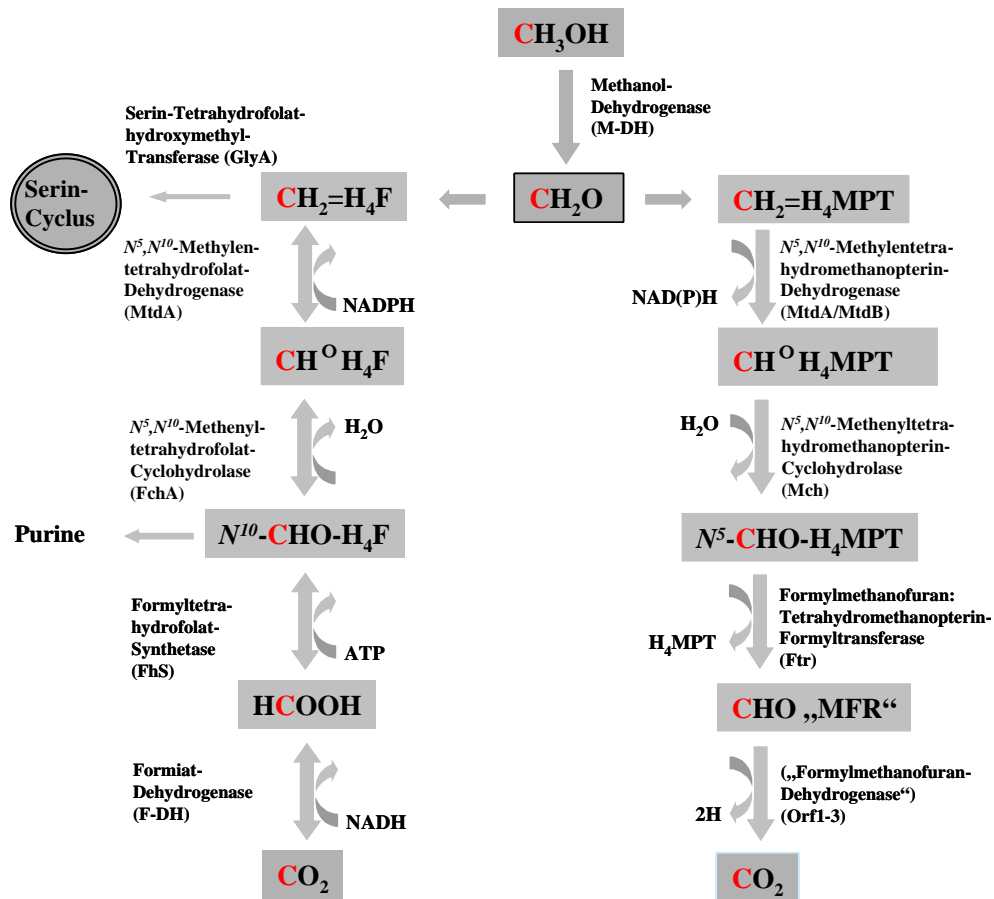 CH₃OH
Methanol-
Dehydrogenase
(M-DH)
Serin-Tetrahydrofolat-
hydroxymethyl-
Transferase (GlyA)
Serin-
Cyclus
CH₂=H₄F
CH₂O
CH₂=H₄MPT
N⁵,N¹⁰-Methylen-
tetrahydrofolat-
Dehydrogenase
(MtdA)
NADPH
NAD(P)H
N⁵,N¹⁰-Methylentetra-
hydromethanopterin-
Dehydrogenase
(MtdA/MtdB)
CH O H₄F
CH O H₄MPT
N⁵,N¹⁰-Methenyl-
tetrahydrofolat-
Cyclohydrolase
(FchA)
H₂O
H₂O
N⁵,N¹⁰-Methenyltetra-
hydromethanopterin-
Cyclohydrolase
(Mch)
Purine
N¹⁰-CHO-H₄F
N⁵-CHO-H₄MPT
Formyltetra-
hydrofolat-
Synthetase
(FhS)
ATP
H₄MPT
Formylmethanofuran:
Tetrahydromethanopterin-
Formyltransferase
(Ftr)
HCOOH
CHO „MFR“
Formiat-
Dehydrogenase
(F-DH)
NADH
2H
(„Formylmethanofuran-
Dehydrogenase“)
(Orf1-3)
CO₂
CO₂